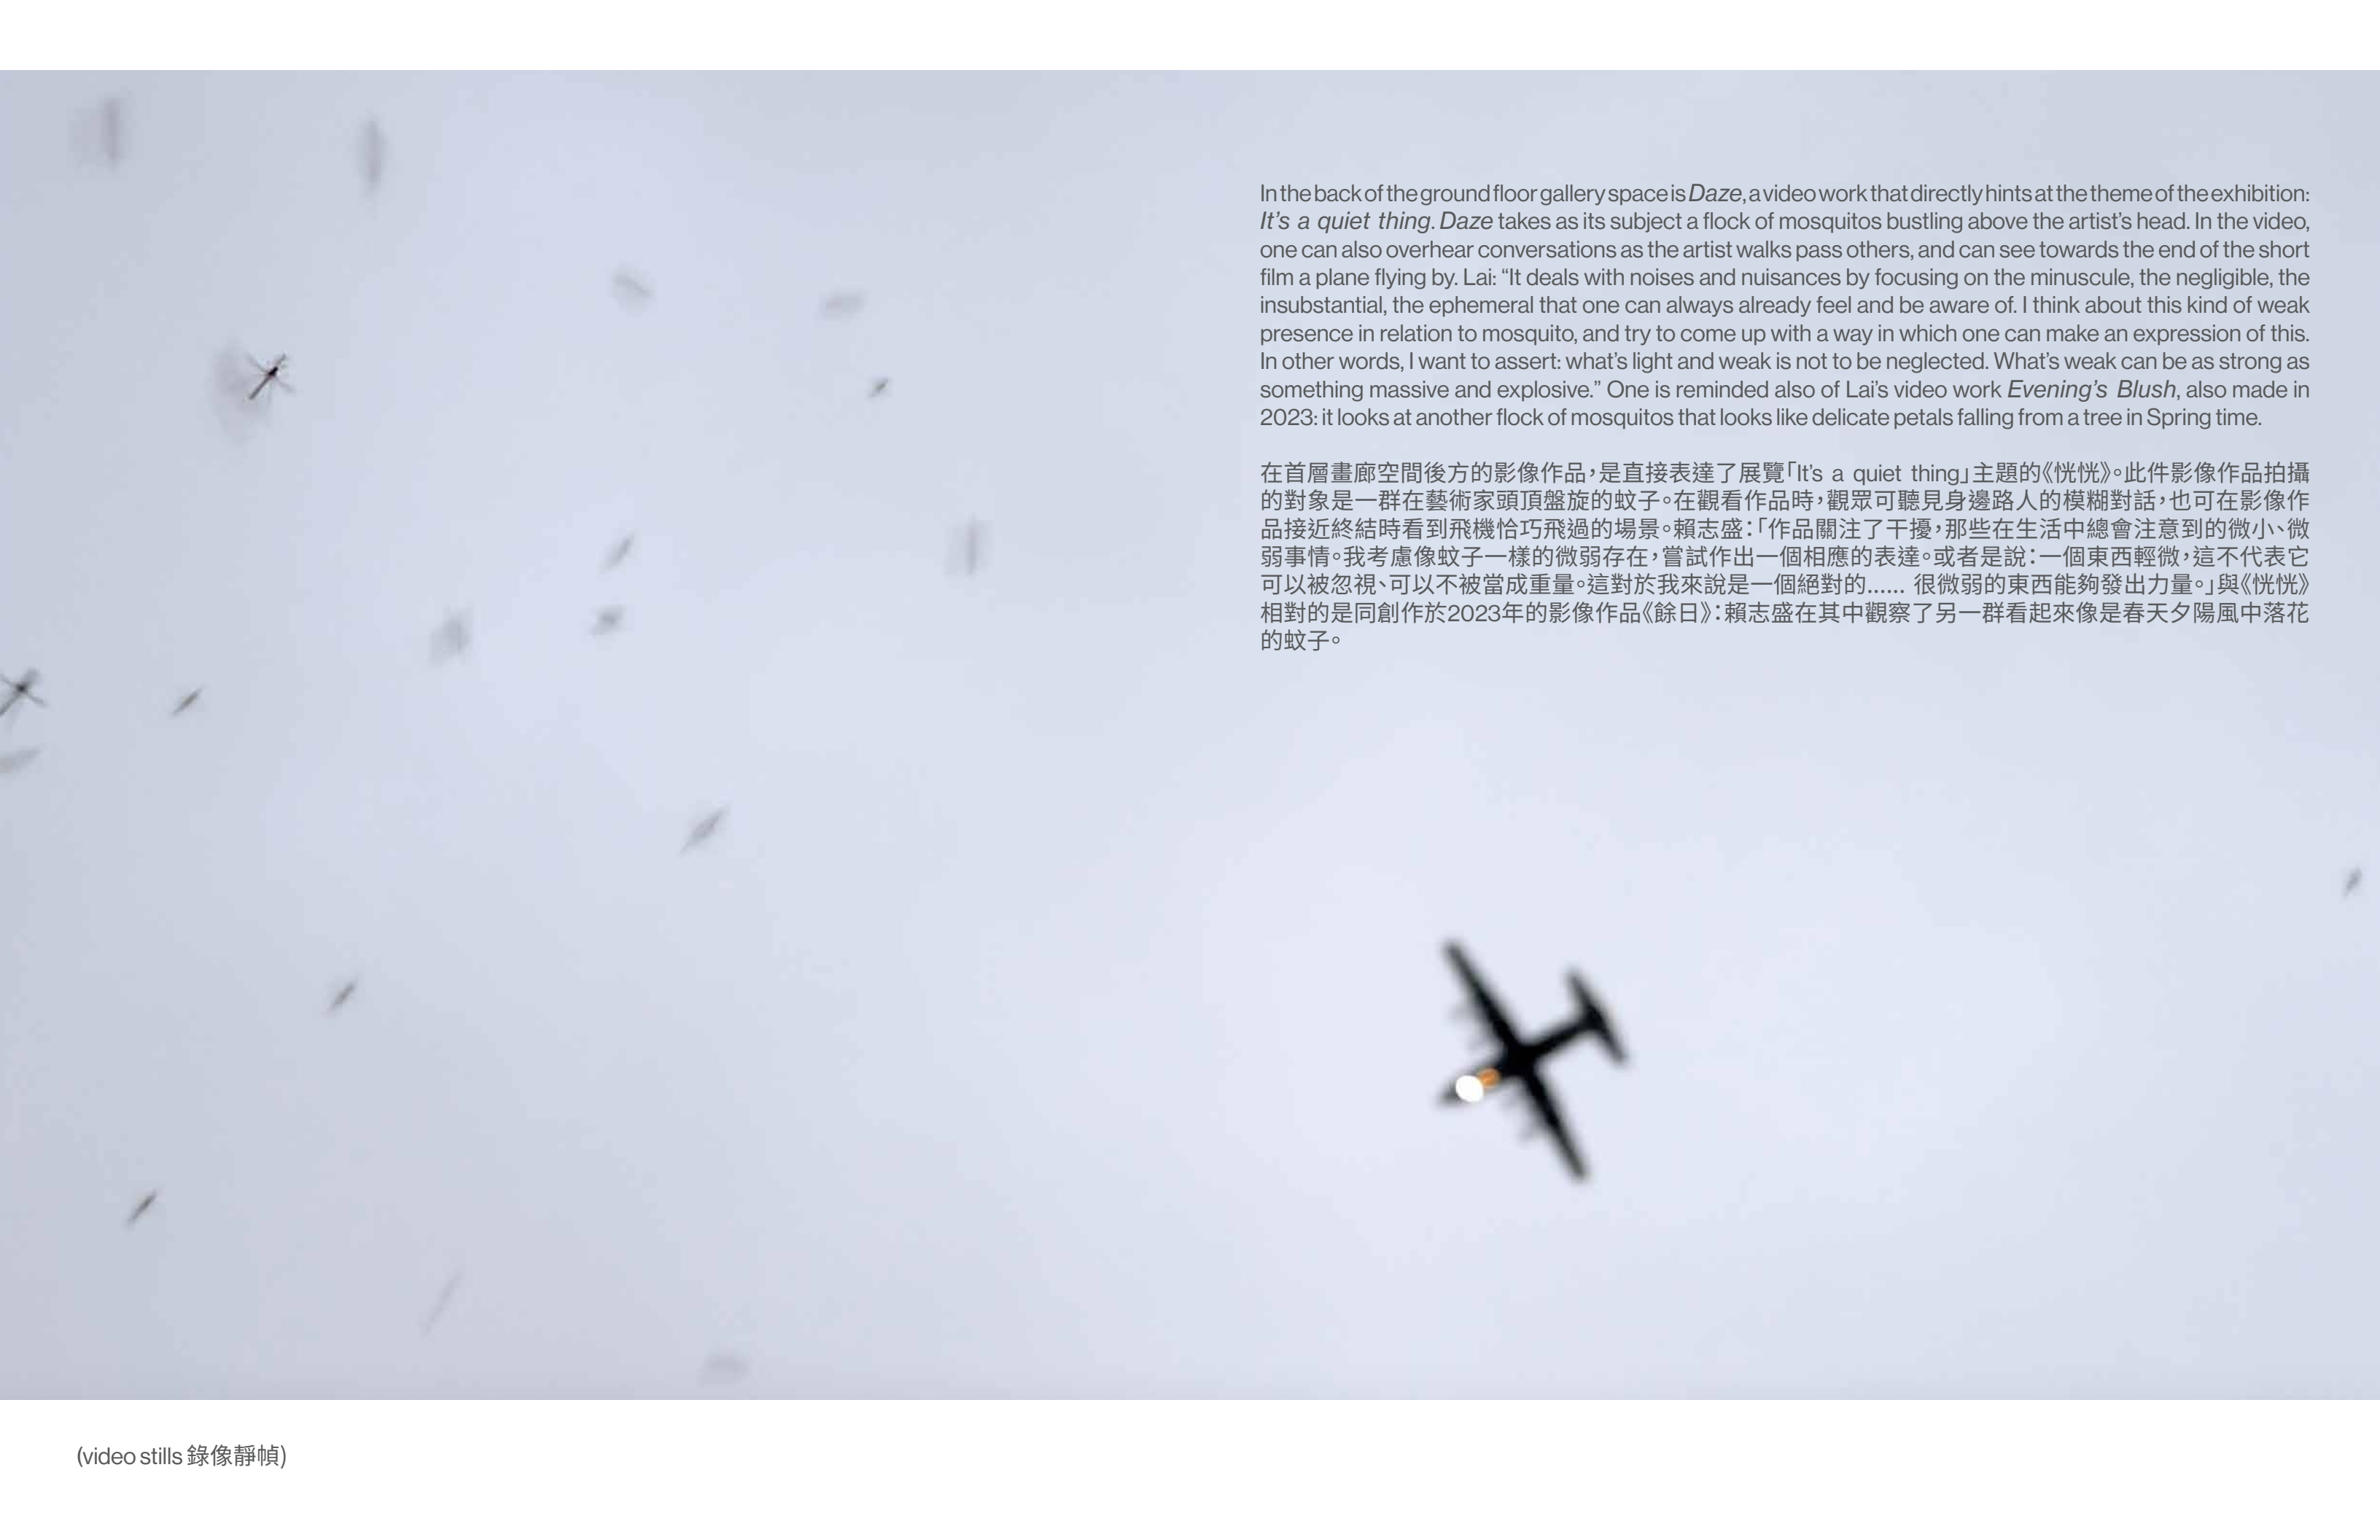 In the back of the ground floor gallery space is Daze, a video work that directly hints at the theme of the exhibition:
It’s a quiet thing. Daze takes as its subject a flock of mosquitos bustling above the artist’s head. In the video,
one can also overhear conversations as the artist walks pass others, and can see towards the end of the short
film a plane flying by. Lai: “It deals with noises and nuisances by focusing on the minuscule, the negligible, the
insubstantial, the ephemeral that one can always already feel and be aware of. I think about this kind of weak
presence in relation to mosquito, and try to come up with a way in which one can make an expression of this.
In other words, I want to assert: what’s light and weak is not to be neglected. What’s weak can be as strong as
something massive and explosive.” One is reminded also of Lai’s video work Evening’s Blush, also made in
2023: it looks at another flock of mosquitos that looks like delicate petals falling from a tree in Spring time.
在首層畫廊空間後方的影像作品，是直接表達了展覽「It’s a quiet thing」主題的《恍恍》。此件影像作品拍攝
的對象是一群在藝術家頭頂盤旋的蚊子。在觀看作品時，觀眾可聽見身邊路人的模糊對話，也可在影像作
品接近終結時看到飛機恰巧飛過的場景。賴志盛：「作品關注了干擾，那些在生活中總會注意到的微小、微
弱事情。我考慮像蚊子一樣的微弱存在，嘗試作出一個相應的表達。或者是說：一個東西輕微，這不代表它
可以被忽視、可以不被當成重量。這對於我來說是一個絕對的…… 很微弱的東西能夠發出力量。」與《恍恍》
相對的是同創作於2023年的影像作品《餘日》：賴志盛在其中觀察了另一群看起來像是春天夕陽風中落花
的蚊子。
(video stills 錄像靜幀)